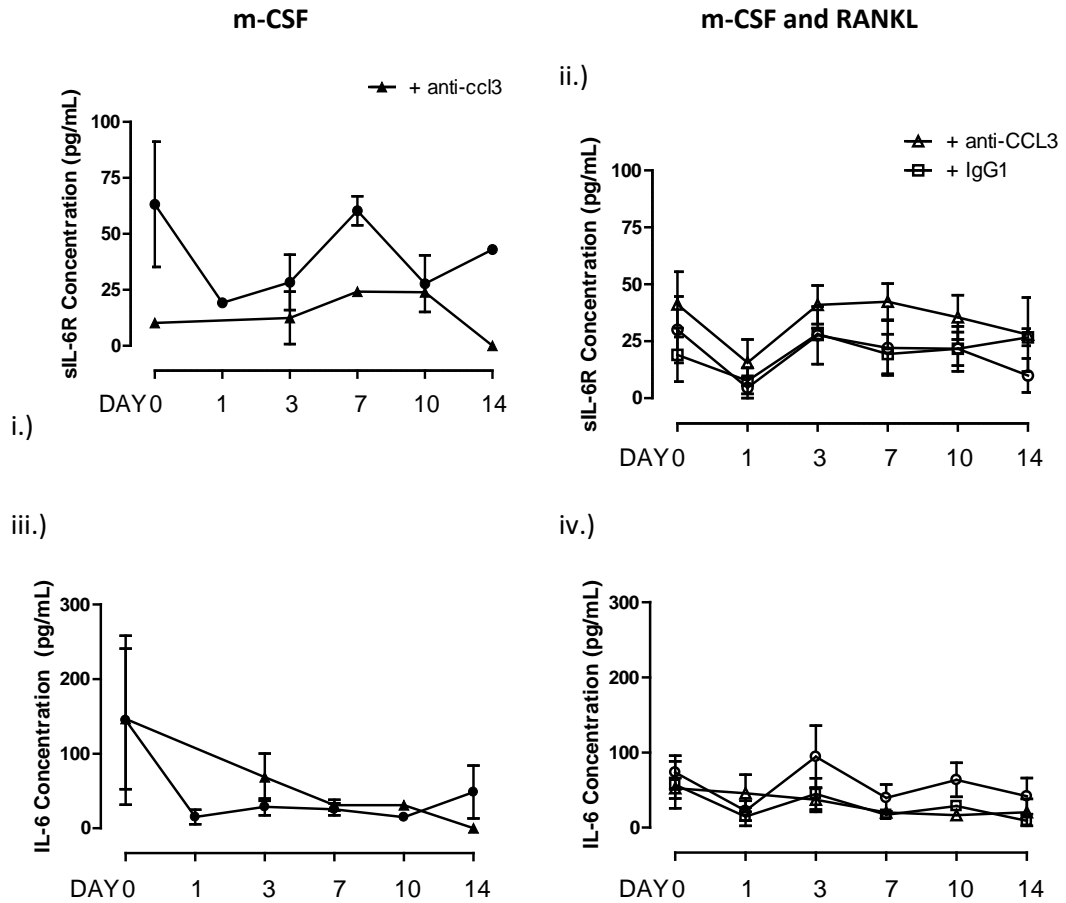 m-CSF
m-CSF and RANKL
+ anti-ccl3
sIL-6R Concentration (pg/mL)
100
75
50
25
0
DAY 0 1 3 7 10 14
i.)
ii.)
+ anti-CCL3
+ IgG1
sIL-6R Concentration (pg/mL)
100
75
50
25
0
DAY 0 1 3 7 10 14
iii.)
IL-6 Concentration (pg/mL)
300
200
100
0
DAY 0 1 3 7 10 14
iv.)
IL-6 Concentration (pg/mL)
300
200
100
0
DAY 0 1 3 7 10 14